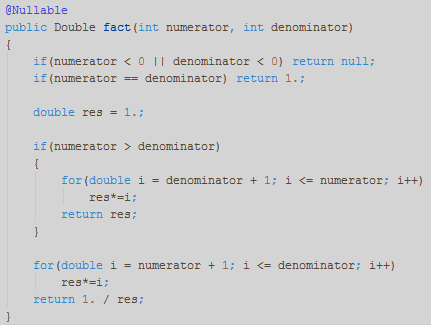 @Nullable
public Double fact(int numerator, int denominator)
{
    if(numerator < 0 || denominator < 0) return null;
    if(numerator == denominator) return 1.;

    double res = 1.;

    if(numerator > denominator)
    {
        for(double i = denominator + 1; i <= numerator; i++)
            res*=i;
        return res;
    }

    for(double i = numerator + 1; i <= denominator; i++)
        res*=i;
    return 1. / res;
}